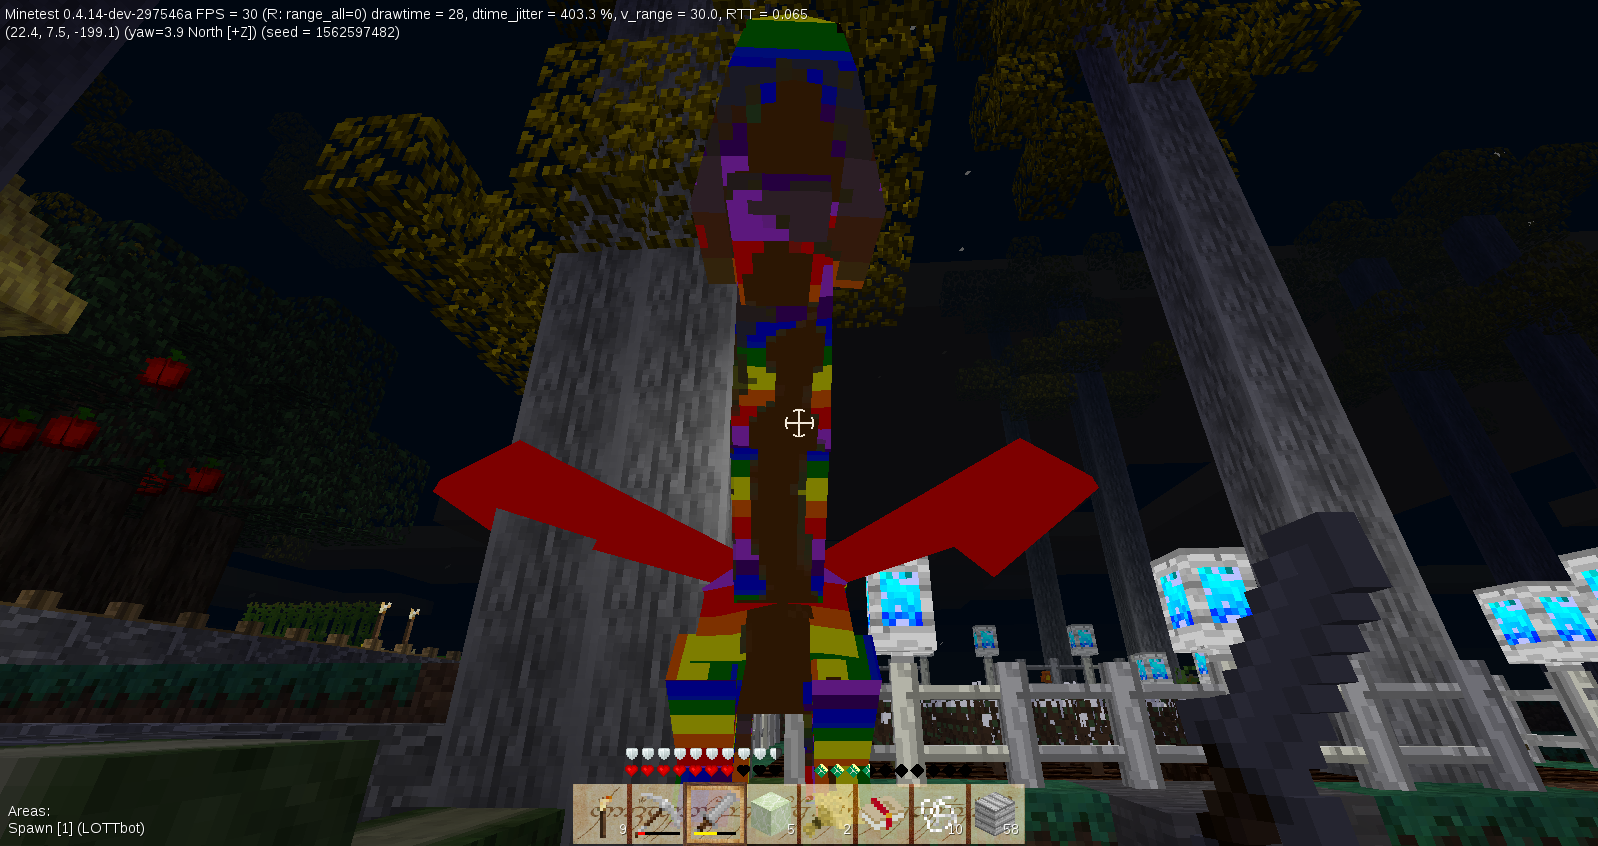 Minetest 0.4.14-dev-297546a FPS = 30 (R: range_all=0) drawtime = 28, dtime_jitter = 403.3 %, v_range = 30.0, RTT = 0.065
(22.4, 7.5, -199.1) (yaw=3.9 North [+Z]) (seed = 1562597482)
Areas:
Spawn [1] (LOTTbot)
9 5 2 10 58